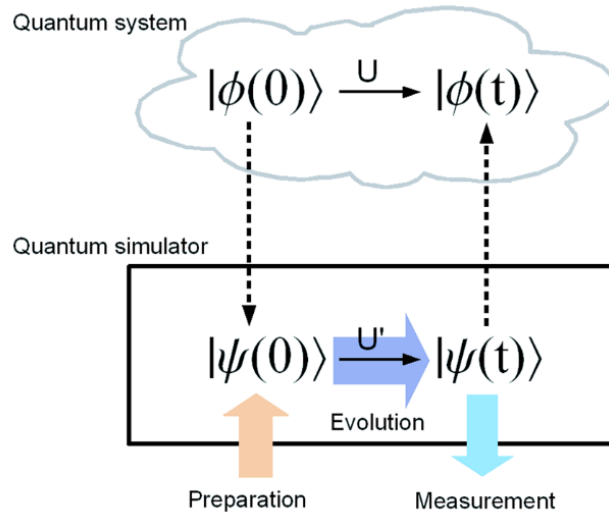 Quantum system
U
|ϕ(0)⟩ |ϕ(t)⟩
Quantum simulator
U'
|ψ(0)⟩ |ψ(t)⟩
Evolution
Preparation Measurement